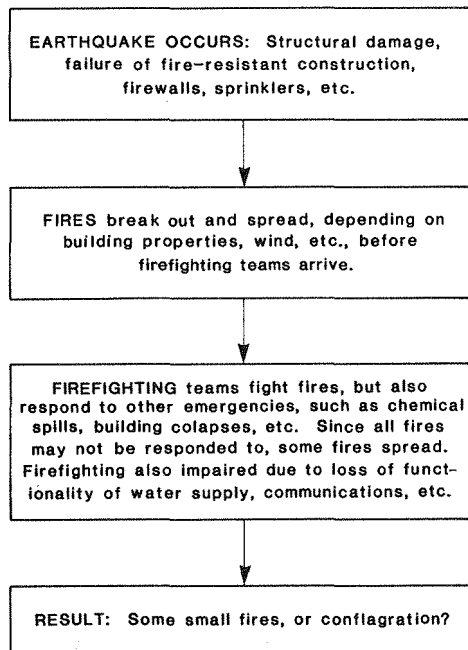 EARTHQUAKE OCCURS: Structural damage,
failure of fire-resistant construction,
firewalls, sprinklers, etc.
FIRES break out and spread, depending on
building properties, wind, etc., before
firefighting teams arrive.
FIREFIGHTING teams fight fires, but also
respond to other emergencies, such as chemical
spills, building colapses, etc. Since all fires
may not be responded to, some fires spread.
Firefighting also impaired due to loss of funct-
ionality of water supply, communications, etc.
RESULT: Some small fires, or conflagration?